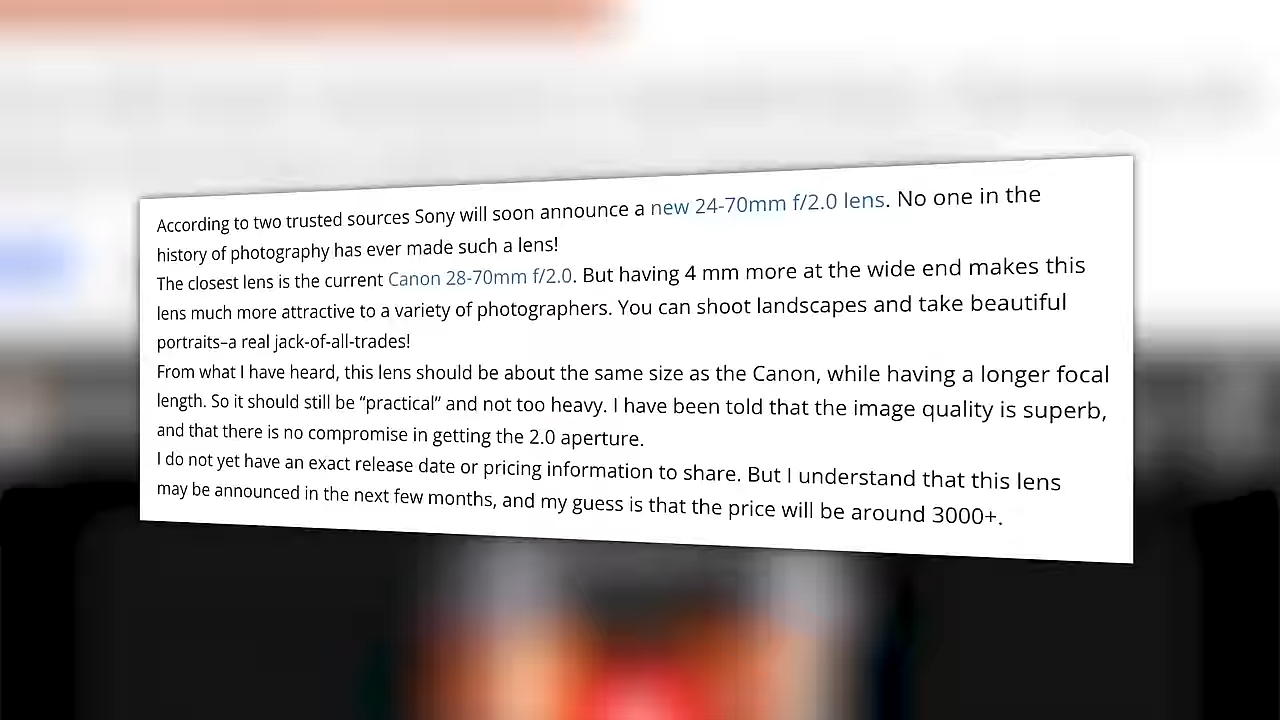 According to two trusted sources Sony will soon announce a new 24-70mm f/2.0 lens. No one in the
history of photography has ever made such a lens!
The closest lens is the current Canon 28-70mm f/2.0. But having 4 mm more at the wide end makes this
lens much more attractive to a variety of photographers. You can shoot landscapes and take beautiful
portraits–a real jack-of-all-trades!
From what I have heard, this lens should be about the same size as the Canon, while having a longer focal
length. So it should still be “practical” and not too heavy. I have been told that the image quality is superb,
and that there is no compromise in getting the 2.0 aperture.
I do not yet have an exact release date or pricing information to share. But I understand that this lens
may be announced in the next few months, and my guess is that the price will be around 3000+.